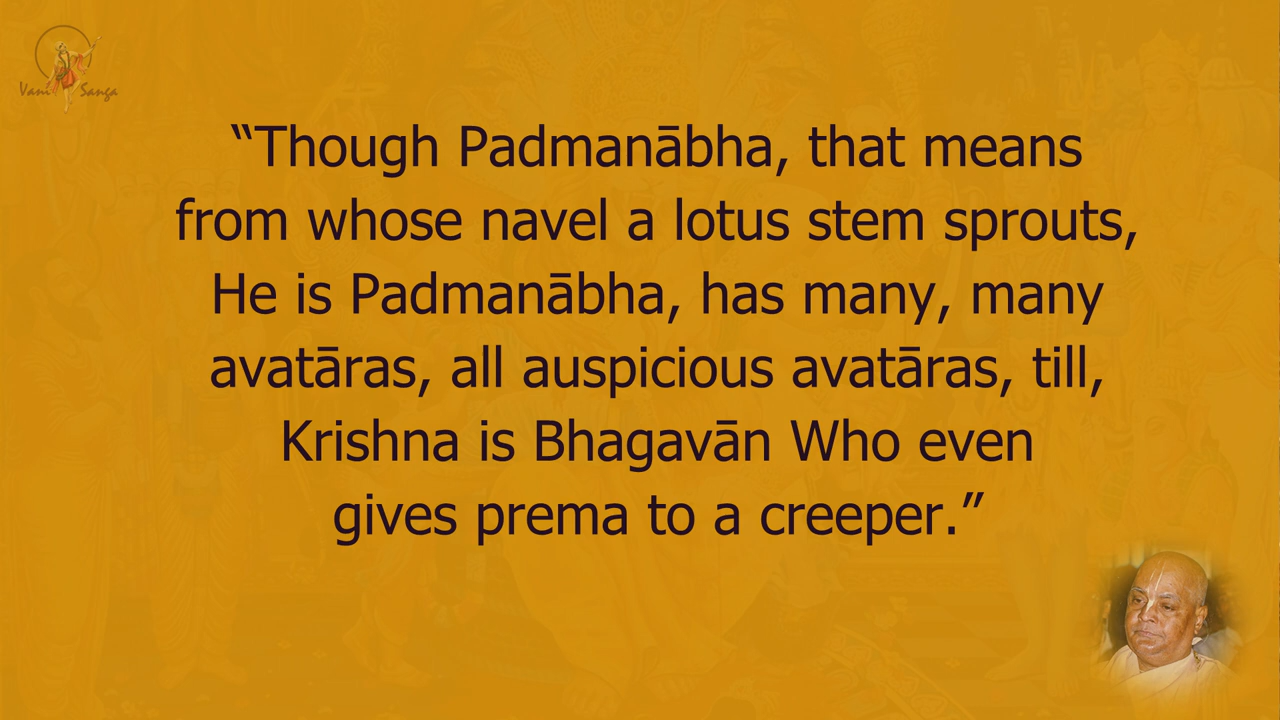 Vani Sanga
“Though Padmanābha, that means
from whose navel a lotus stem sprouts,
He is Padmanābha, has many, many
avatāras, all auspicious avatāras, till,
Krishna is Bhagavān Who even
gives prema to a creeper.”